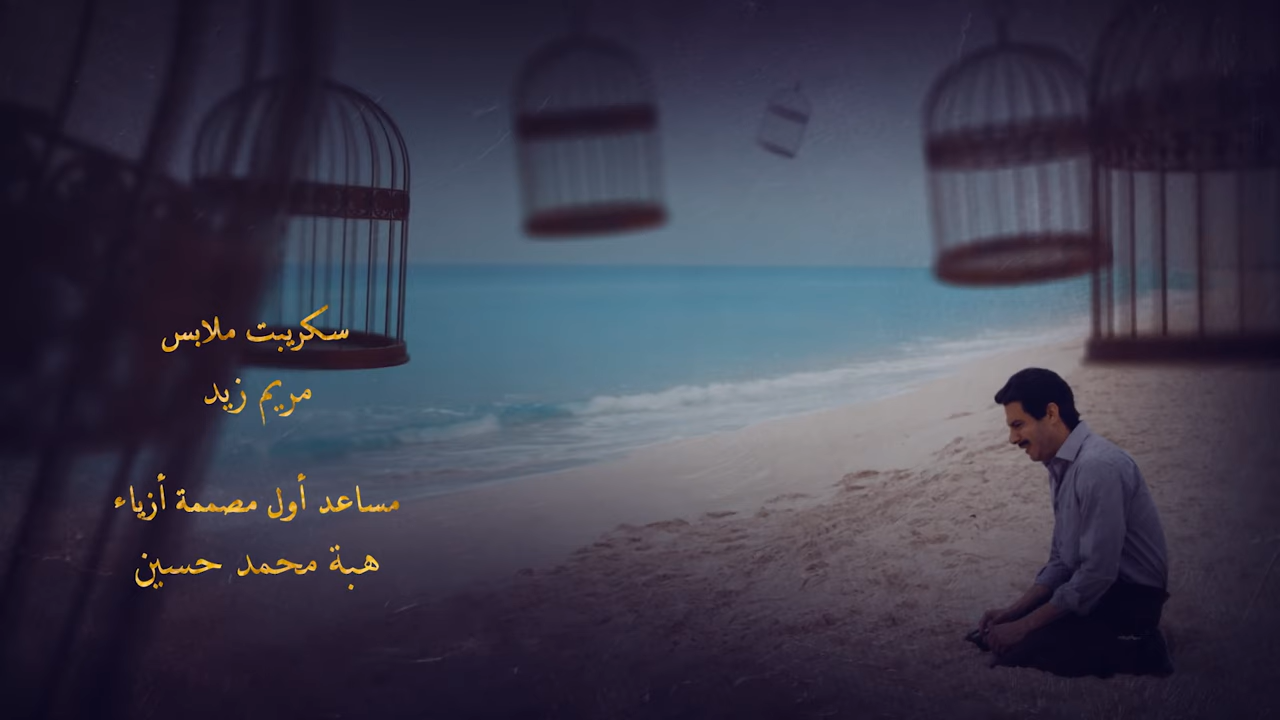 سكريبت ملابس
مريم زيد
مساعد أول مصممة أزياء
هبة محمد حسين